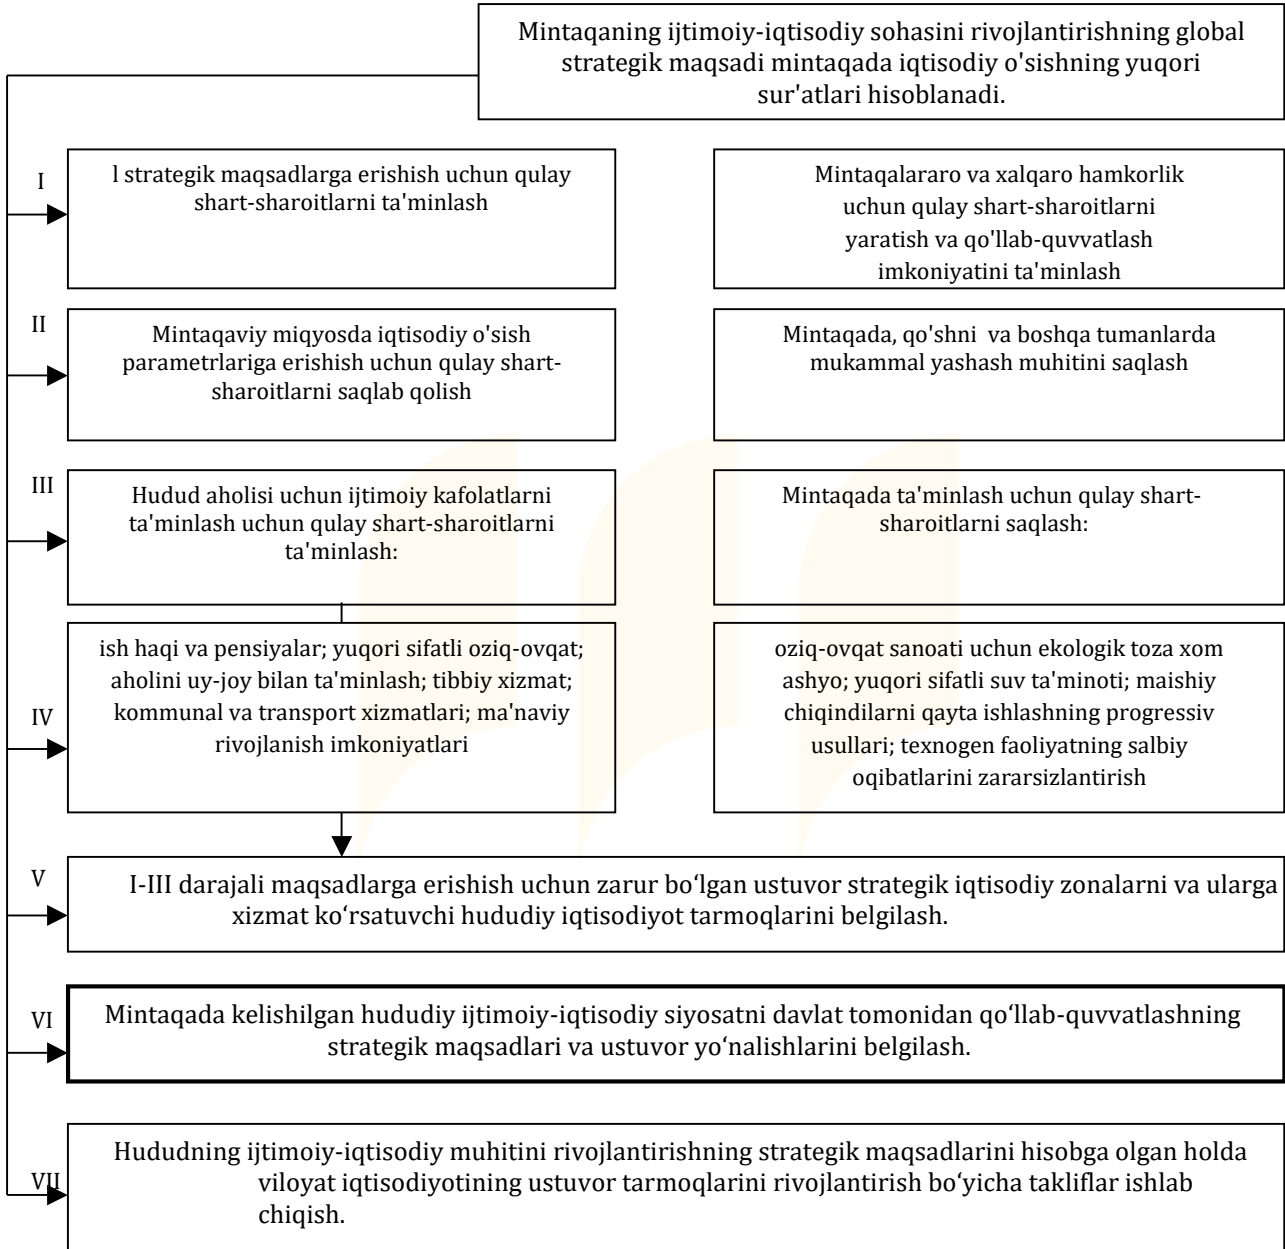 Mintaqaning ijtimoiy-iqtisodiy sohasini rivojlantirishning global
strategik maqsadi mintaqada iqtisodiy o'sishning yuqori
sur'atlari hisoblanadi.
I
l strategik maqsadlarga erishish uchun qulay
shart-sharoitlarni ta'minlash
Mintaqalararo va xalqaro hamkorlik
uchun qulay shart-sharoitlarni
yaratish va qo'llab-quvvatlash
imkoniyatini ta'minlash
II
Mintaqaviy miqyosda iqtisodiy o'sish
parametrlariga erishish uchun qulay shart-
sharoitlarni saqlab qolish
Mintaqada, qo'shni va boshqa tumanlarda
mukammal yashash muhitini saqlash
III
Hudud aholisi uchun ijtimoiy kafolatlarni
ta'minlash uchun qulay shart-sharoitlarni
ta'minlash:
Mintaqada ta'minlash uchun qulay shart-
sharoitlarni saqlash:
IV
ish haqi va pensiyalar; yuqori sifatli oziq-ovqat;
aholini uy-joy bilan ta'minlash; tibbiy xizmat;
kommunal va transport xizmatlari; ma'naviy
rivojlanish imkoniyatlari
oziq-ovqat sanoati uchun ekologik toza xom
ashyo; yuqori sifatli suv ta'minoti; maishiy
chiqindilarni qayta ishlashning progressiv
usullari; texnogen faoliyatning salbiy
oqibatlarini zararsizlantirish
V
I-III darajali maqsadlarga erishish uchun zarur bo‘lgan ustuvor strategik iqtisodiy zonalarni va ularga
xizmat ko‘rsatuvchi hududiy iqtisodiyot tarmoqlarini belgilash.
VI
Mintaqada kelishilgan hududiy ijtimoiy-iqtisodiy siyosatni davlat tomonidan qo‘llab-quvvatlashning
strategik maqsadlari va ustuvor yo‘nalishlarini belgilash.
VII
Hududning ijtimoiy-iqtisodiy muhitini rivojlantirishning strategik maqsadlarini hisobga olgan holda
viloyat iqtisodiyotining ustuvor tarmoqlarini rivojlantirish bo‘yicha takliflar ishlab
chiqish.